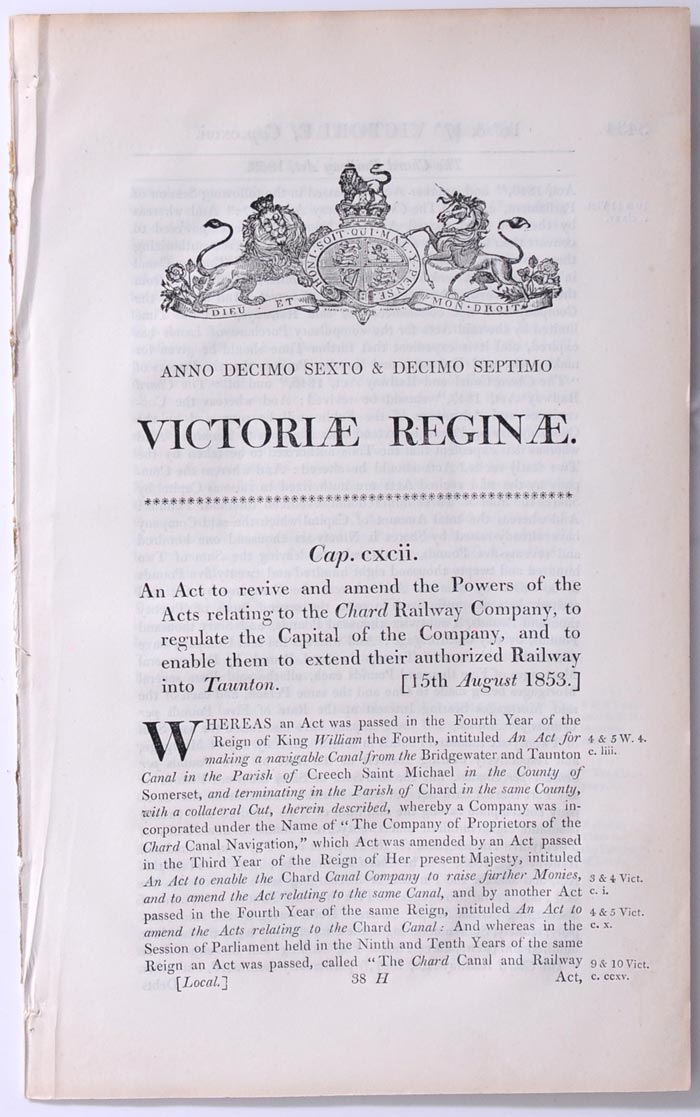 HONI · SOIT · QUI · MAL · Y · PENSE
DIEU · ET MON · DROIT
ANNO DECIMO SEXTO & DECIMO SEPTIMO
VICTORIÆ REGINÆ.
Cap. cxcii.
An Act to revive and amend the Powers of the
Acts relating to the Chard Railway Company, to
regulate the Capital of the Company, and to
enable them to extend their authorized Railway
into Taunton. [15th August 1853.]
WHEREAS an Act was passed in the Fourth Year of the
Reign of King William the Fourth, intituled An Act for 4 & 5 W. 4.
making a navigable Canal from the Bridgewater and Taunton c. liii.
Canal in the Parish of Creech Saint Michael in the County of
Somerset, and terminating in the Parish of Chard in the same County,
with a collateral Cut, therein described, whereby a Company was in-
corporated under the Name of "The Company of Proprietors of the
Chard Canal Navigation," which Act was amended by an Act passed
in the Third Year of the Reign of Her present Majesty, intituled
An Act to enable the Chard Canal Company to raise further Monies, 3 & 4 Vict.
and to amend the Act relating to the same Canal, and by another Act c. i.
passed in the Fourth Year of the same Reign, intituled An Act to 4 & 5 Vict.
amend the Acts relating to the Chard Canal: And whereas in the c. x.
Session of Parliament held in the Ninth and Tenth Years of the same
Reign an Act was passed, called "The Chard Canal and Railway 9 & 10 Vict.
[Local.] 38 H Act, c. ccxv.